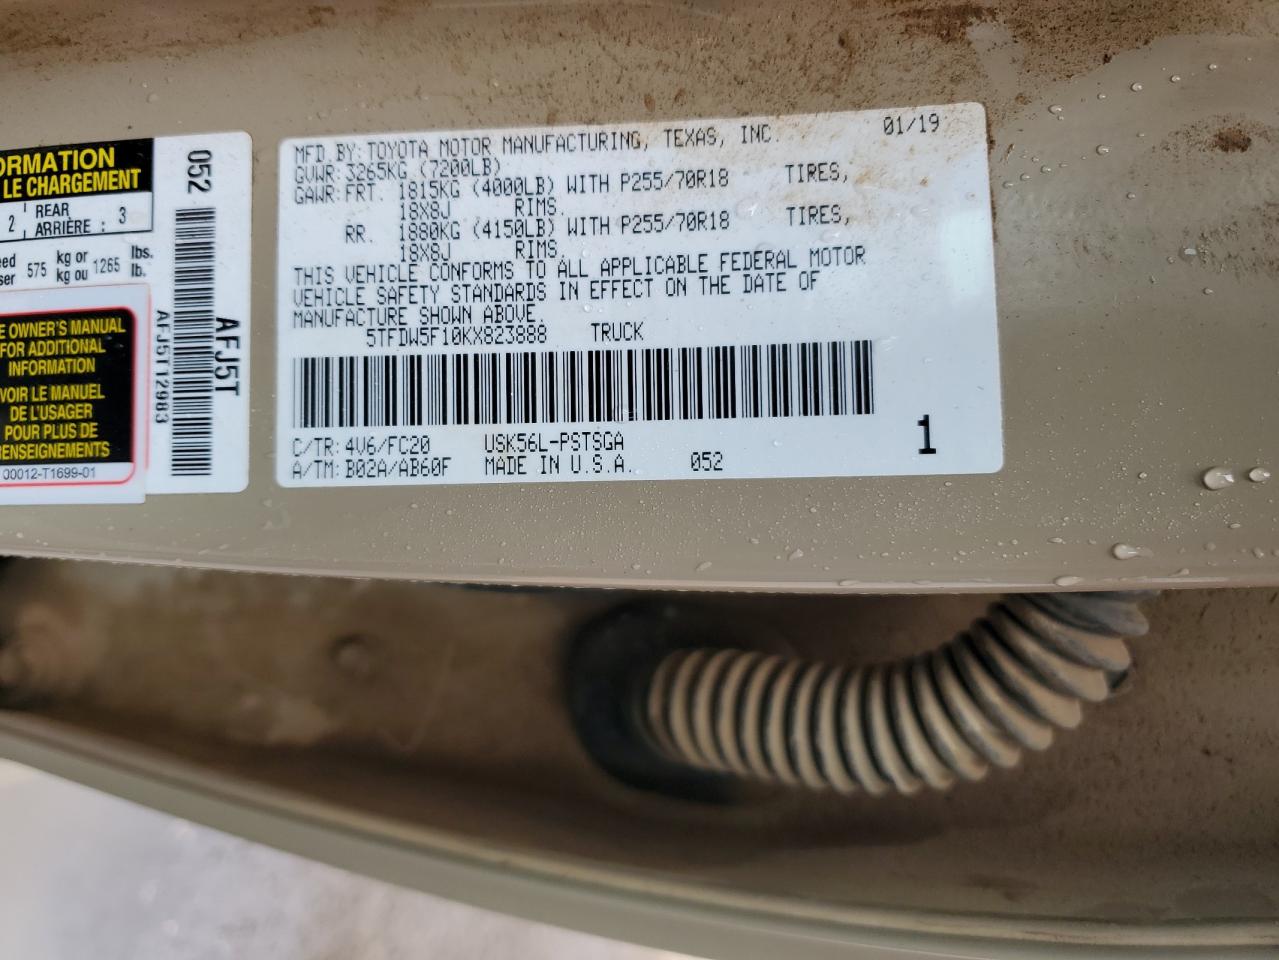 ORMATION
LE CHARGEMENT
2 REAR ARRIÈRE : 3
575 kg or kg ou 1265 lbs. lb.
E OWNER'S MANUAL
FOR ADDITIONAL
INFORMATION
VOIR LE MANUEL
DE L'USAGER
POUR PLUS DE
RENSEIGNEMENTS
00012-T1699-01
052
AFJ5T12983
AFJ5T
01/19
MFD.BY:TOYOTA MOTOR MANUFACTURING, TEXAS, INC.
GVWR:3265KG (7200LB)
GAWR:FRT. 1815KG (4000LB) WITH P255/70R18 TIRES,
18X8J RIMS,
RR. 1880KG (4150LB) WITH P255/70R18 TIRES,
18X8J RIMS,
THIS VEHICLE CONFORMS TO ALL APPLICABLE FEDERAL MOTOR
VEHICLE SAFETY STANDARDS IN EFFECT ON THE DATE OF
MANUFACTURE SHOWN ABOVE.
5TFDW5F10KX823888 TRUCK
C/TR:4V6/FC20 USK56L-PSTSGA
A/TM:B02A/AB60F MADE IN U.S.A. 052
1